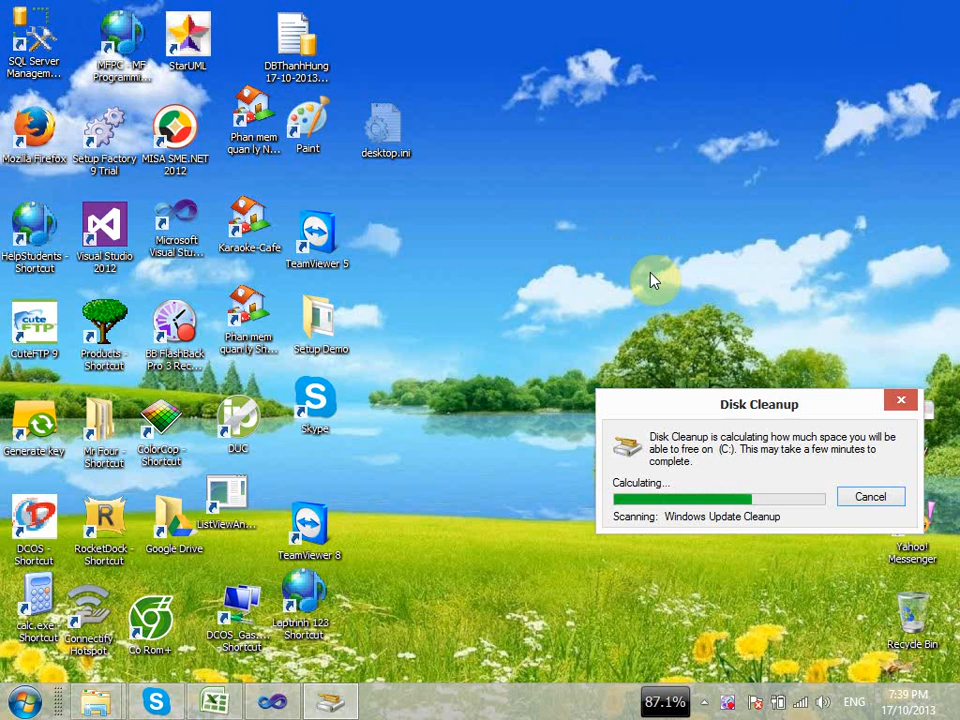 SQL Server
Managem...
MFPC - MF
Programmi...
StarUML
DBThanhHung
17-10-2013...
Mozilla Firefox
Setup Factory
9 Trial
MISA SME.NET
2012
Phan mem
quan ly N...
Paint
desktop.ini
HelpStudents -
Shortcut
Visual Studio
2012
Microsoft
Visual Stu...
Karaoke-Cafe
TeamViewer 5
cute
FTP
CuteFTP 9
Products -
Shortcut
BB FlashBack
Pro 3 Rec...
Phan mem
quan ly Sh...
Setup Demo
Generate key
Mr Four -
Shortcut
ColorCop -
Shortcut
DUC
Skype
DCOS -
Shortcut
RocketDock -
Shortcut
Google Drive
ListViewAn...
TeamViewer 8
calc.exe -
Shortcut
Connectify
Hotspot
Co Rom+
DCOS_Gas....
Shortcut
Laptrinh 123 -
Shortcut
Disk Cleanup
Disk Cleanup is calculating how much space you will be
able to free on (C:). This may take a few minutes to
complete.
Calculating...
Cancel
Scanning: Windows Update Cleanup
Yahoo!
Messenger
Recycle Bin
87.1%
ENG
7:39 PM
17/10/2013